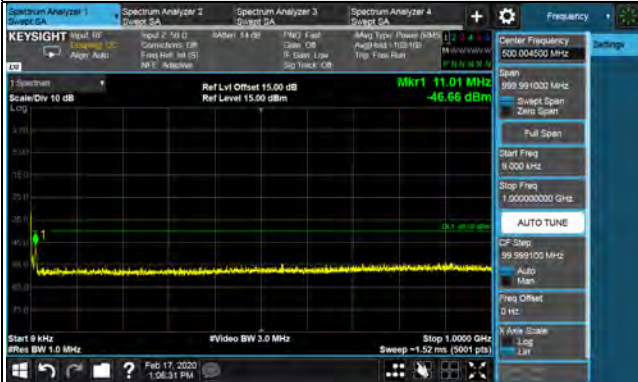 Spectrum Analyzer 1
Swept SA
Spectrum Analyzer 2
Swept SA
Spectrum Analyzer 3
Swept SA
Spectrum Analyzer 4
Swept SA
Frequency
KEYSIGHT
Input: RF
Coupling: DC
Align: Auto
Input Z: 50 Ω
Corrections: Off
Freq Ref: Int (S)
NFE: Adaptive
#Atten: 14 dB
PNO: Fast
Gate: Off
IF Gain: Low
Sig Track: Off
#Avg Type: Power (RMS
Trig: Free Run
LXI
1 Spectrum
Scale/Div 10 dB
Log
Ref Lvl Offset 15.00 dB
Ref Level 15.00 dBm
Mkr1 11.01 MHz
-46.66 dBm
1
Start 9 kHz
#Res BW 1.0 MHz
#Video BW 3.0 MHz
Stop 1.0000 GHz
Sweep ~1.52 ms (5001 pts)
Feb 17, 2020
1:06:31 PM
Center Frequency
500.004500 MHz
Settings
Span
999.991000 MHz
Swept Span
Zero Span
Full Span
Start Freq
9.000 kHz
Stop Freq
1.000000000 GHz
AUTO TUNE
CF Step
99.999100 MHz
Auto
Man
Freq Offset
0 Hz
X Axis Scale
Log
Lin